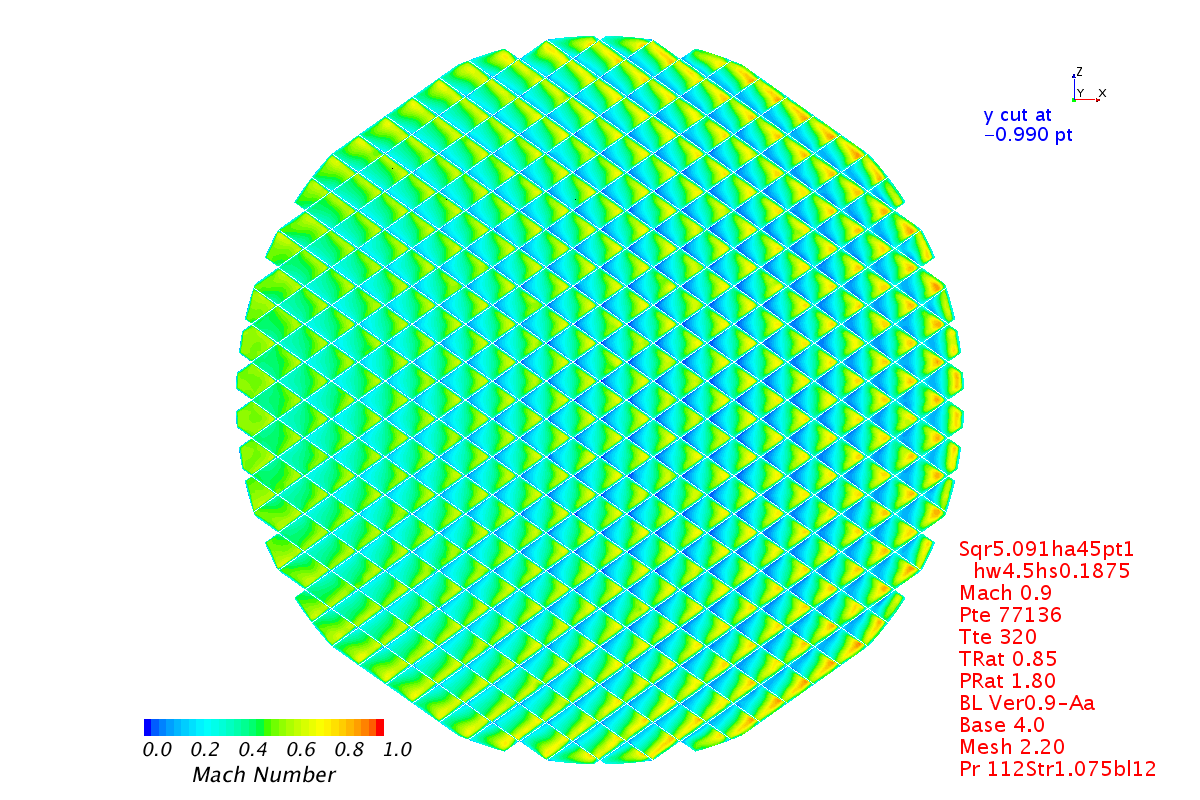 Z
Y X
y cut at
−0.990 pt
Sqr5.091ha45pt1
hw4.5hs0.1875
Mach 0.9
Pte 77136
Tte 320
TRat 0.85
PRat 1.80
BL Ver0.9−Aa
Base 4.0
Mesh 2.20
Pr 112Str1.075bl12
0.0 0.2 0.4 0.6 0.8 1.0
Mach Number